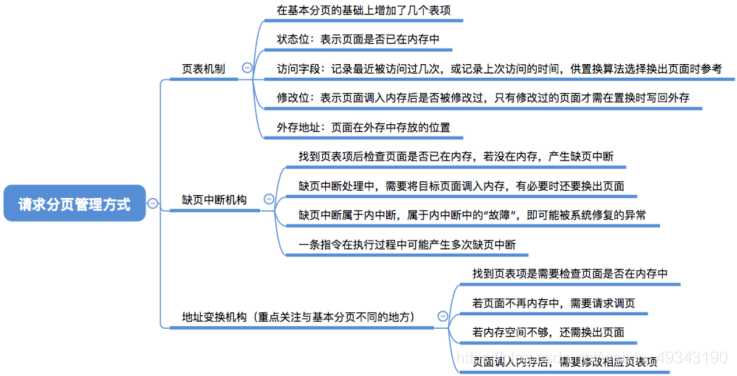 请求分页管理方式
页表机制
在基本分页的基础上增加了几个表项
状态位：表示页面是否已在内存中
访问字段：记录最近被访问过几次，或记录上次访问的时间，供置换算法选择换出页面时参考
修改位：表示页面调入内存后是否被修改过，只有修改过的页面才需在置换时写回外存
外存地址：页面在外存中存放的位置
缺页中断机构
找到页表项后检查页面是否已在内存，若没在内存，产生缺页中断
缺页中断处理中，需要将目标页面调入内存，有必要时还要换出页面
缺页中断属于内中断，属于内中断中的“故障”，即可能被系统修复的异常
一条指令在执行过程中可能产生多次缺页中断
地址变换机构（重点关注与基本分页不同的地方）
找到页表项是需要检查页面是否在内存中
若页面不再内存中，需要请求调页
若内存空间不够，还需换出页面
页面调入内存后，需要修改相应页表项
49343190